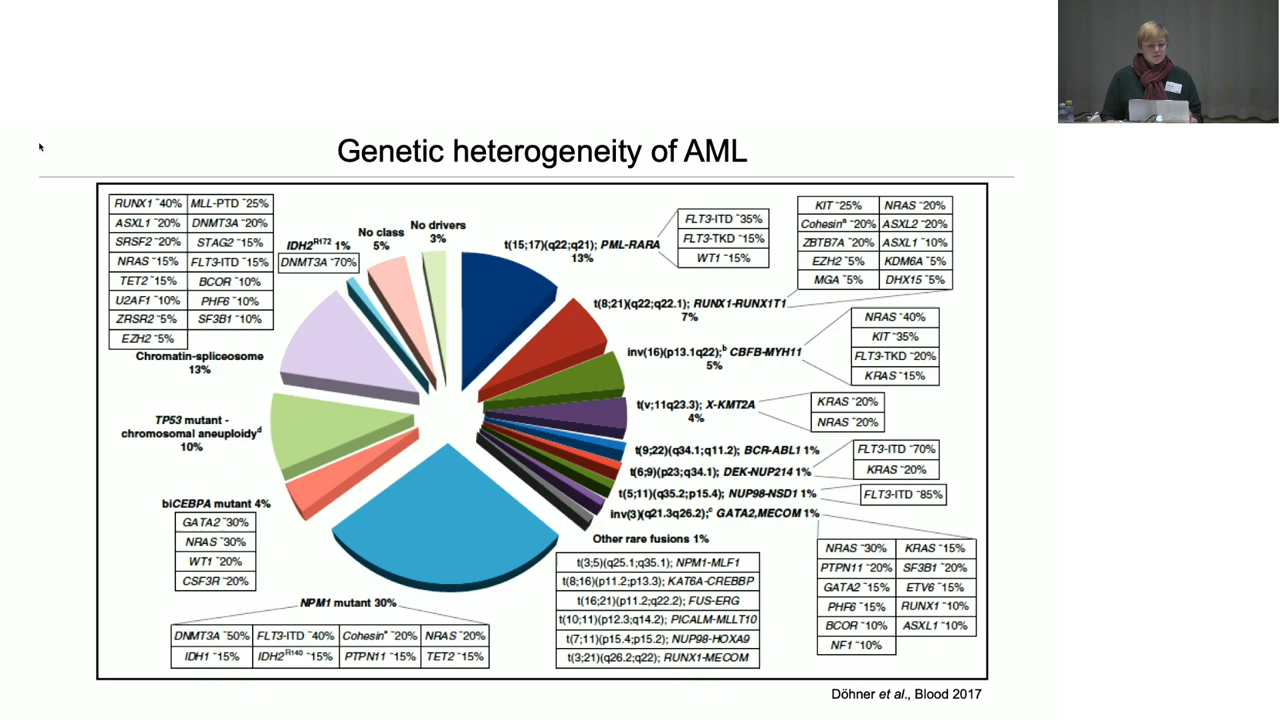 Genetic heterogeneity of AML
RUNX1 ~40% MLL-PTD ~25%
ASXL1 ~20% DNMT3A ~20%
SRSF2 ~20% STAG2 ~15%
NRAS ~15% FLT3-ITD ~15%
TET2 ~15% BCOR ~10%
U2AF1 ~10% PHF6 ~10%
ZRSR2 ~5% SF3B1 ~10%
EZH2 ~5%
Chromatin-spliceosome
13%
IDH2R172 1%
DNMT3A ~70%
No class
5%
No drivers
3%
t(15;17)(q22;q21); PML-RARA
13%
FLT3-ITD ~35%
FLT3-TKD ~15%
WT1 ~15%
KIT ~25% NRAS ~20%
Cohesina ~20% ASXL2 ~20%
ZBTB7A ~20% ASXL1 ~10%
EZH2 ~5% KDM6A ~5%
MGA ~5% DHX15 ~5%
t(8;21)(q22;q22.1); RUNX1-RUNX1T1
7%
inv(16)(p13.1q22);b CBFB-MYH11
5%
NRAS ~40%
KIT ~35%
FLT3-TKD ~20%
KRAS ~15%
t(v;11q23.3); X-KMT2A
4%
KRAS ~20%
NRAS ~20%
t(9;22)(q34.1;q11.2); BCR-ABL1 1%
t(6;9)(p23;q34.1); DEK-NUP214 1%
FLT3-ITD ~70%
KRAS ~20%
t(5;11)(q35.2;p15.4); NUP98-NSD1 1%
FLT3-ITD ~85%
inv(3)(q21.3q26.2);c GATA2,MECOM 1%
NRAS ~30% KRAS ~15%
PTPN11 ~20% SF3B1 ~20%
GATA2 ~15% ETV6 ~15%
PHF6 ~15% RUNX1 ~10%
BCOR ~10% ASXL1 ~10%
NF1 ~10%
Other rare fusions 1%
t(3;5)(q25.1;q35.1); NPM1-MLF1
t(8;16)(p11.2;p13.3); KAT6A-CREBBP
t(16;21)(p11.2;q22.2); FUS-ERG
t(10;11)(p12.3;q14.2); PICALM-MLLT10
t(7;11)(p15.4;p15.2); NUP98-HOXA9
t(3;21)(q26.2;q22); RUNX1-MECOM
TP53 mutant -
chromosomal aneuploidyd
10%
biCEBPA mutant 4%
GATA2 ~30%
NRAS ~30%
WT1 ~20%
CSF3R ~20%
NPM1 mutant 30%
DNMT3A ~50% FLT3-ITD ~40% Cohesina ~20% NRAS ~20%
IDH1 ~15% IDH2R140 ~15% PTPN11 ~15% TET2 ~15%
Döhner et al., Blood 2017